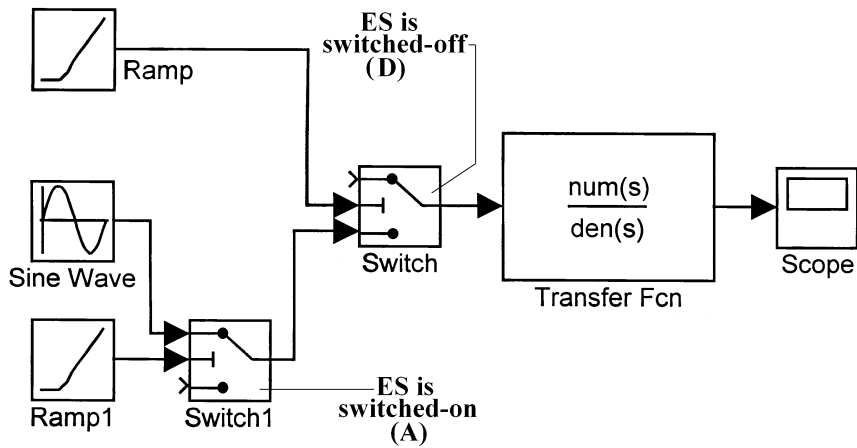 ES is
switched-off
(D)
Ramp
num(s)
den(s)
Sine Wave
Switch
Transfer Fcn
Scope
Ramp1
Switch1
ES is
switched-on
(A)